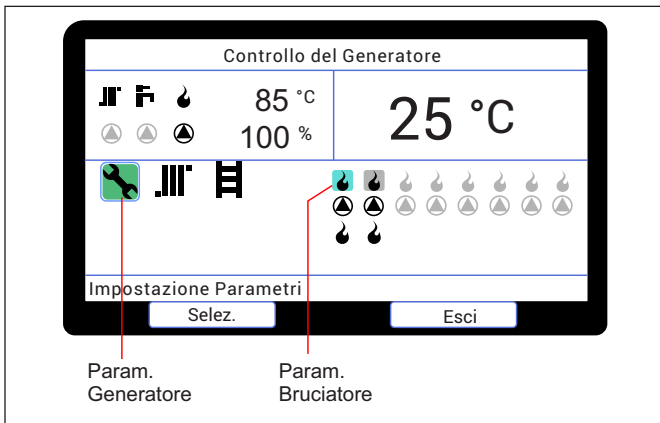 Controllo del Generatore
85 °C
100 %
25 °C
Impostazione Parametri
Selez.
Esci
Param.
Generatore
Param.
Bruciatore